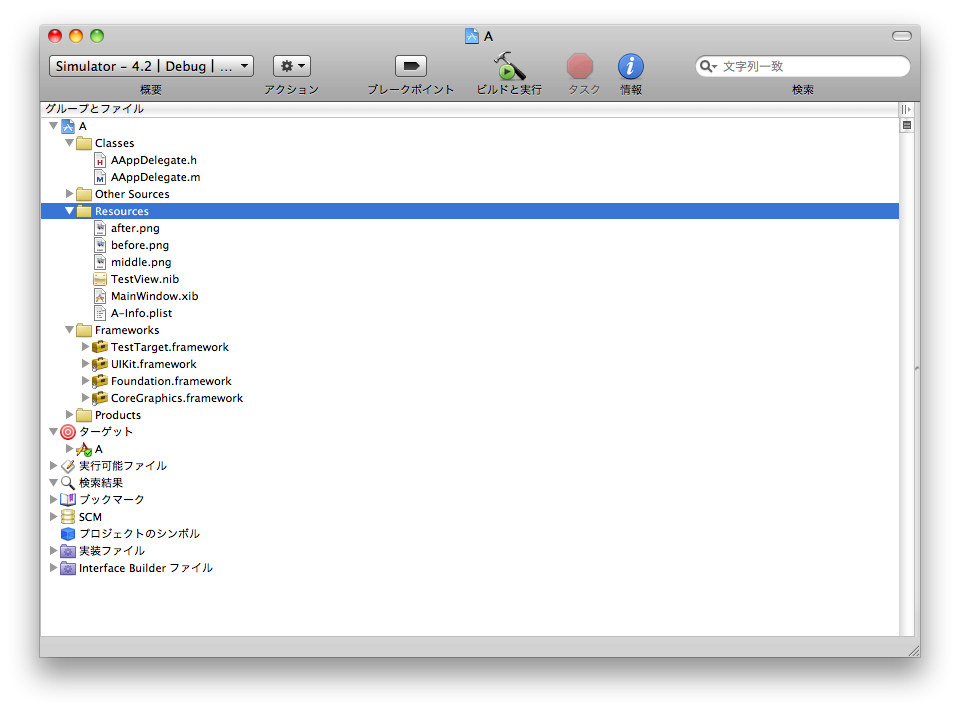 A
Simulator - 4.2 | Debug | ...
文字列一致
概要
アクション
ブレークポイント
ビルドと実行
タスク
情報
検索
グループとファイル
A
Classes
AAppDelegate.h
AAppDelegate.m
Other Sources
Resources
after.png
before.png
middle.png
TestView.nib
MainWindow.xib
A-Info.plist
Frameworks
TestTarget.framework
UIKit.framework
Foundation.framework
CoreGraphics.framework
Products
ターゲット
A
実行可能ファイル
検索結果
ブックマーク
SCM
プロジェクトのシンボル
実装ファイル
Interface Builder ファイル